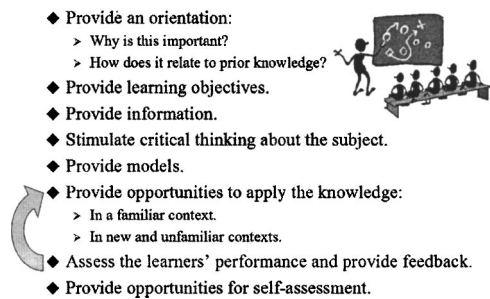 ◆ Provide an orientation:
➢ Why is this important?
➢ How does it relate to prior knowledge?
◆ Provide learning objectives.
◆ Provide information.
◆ Stimulate critical thinking about the subject.
◆ Provide models.
◆ Provide opportunities to apply the knowledge:
➢ In a familiar context.
➢ In new and unfamiliar contexts.
◆ Assess the learners' performance and provide feedback.
◆ Provide opportunities for self-assessment.